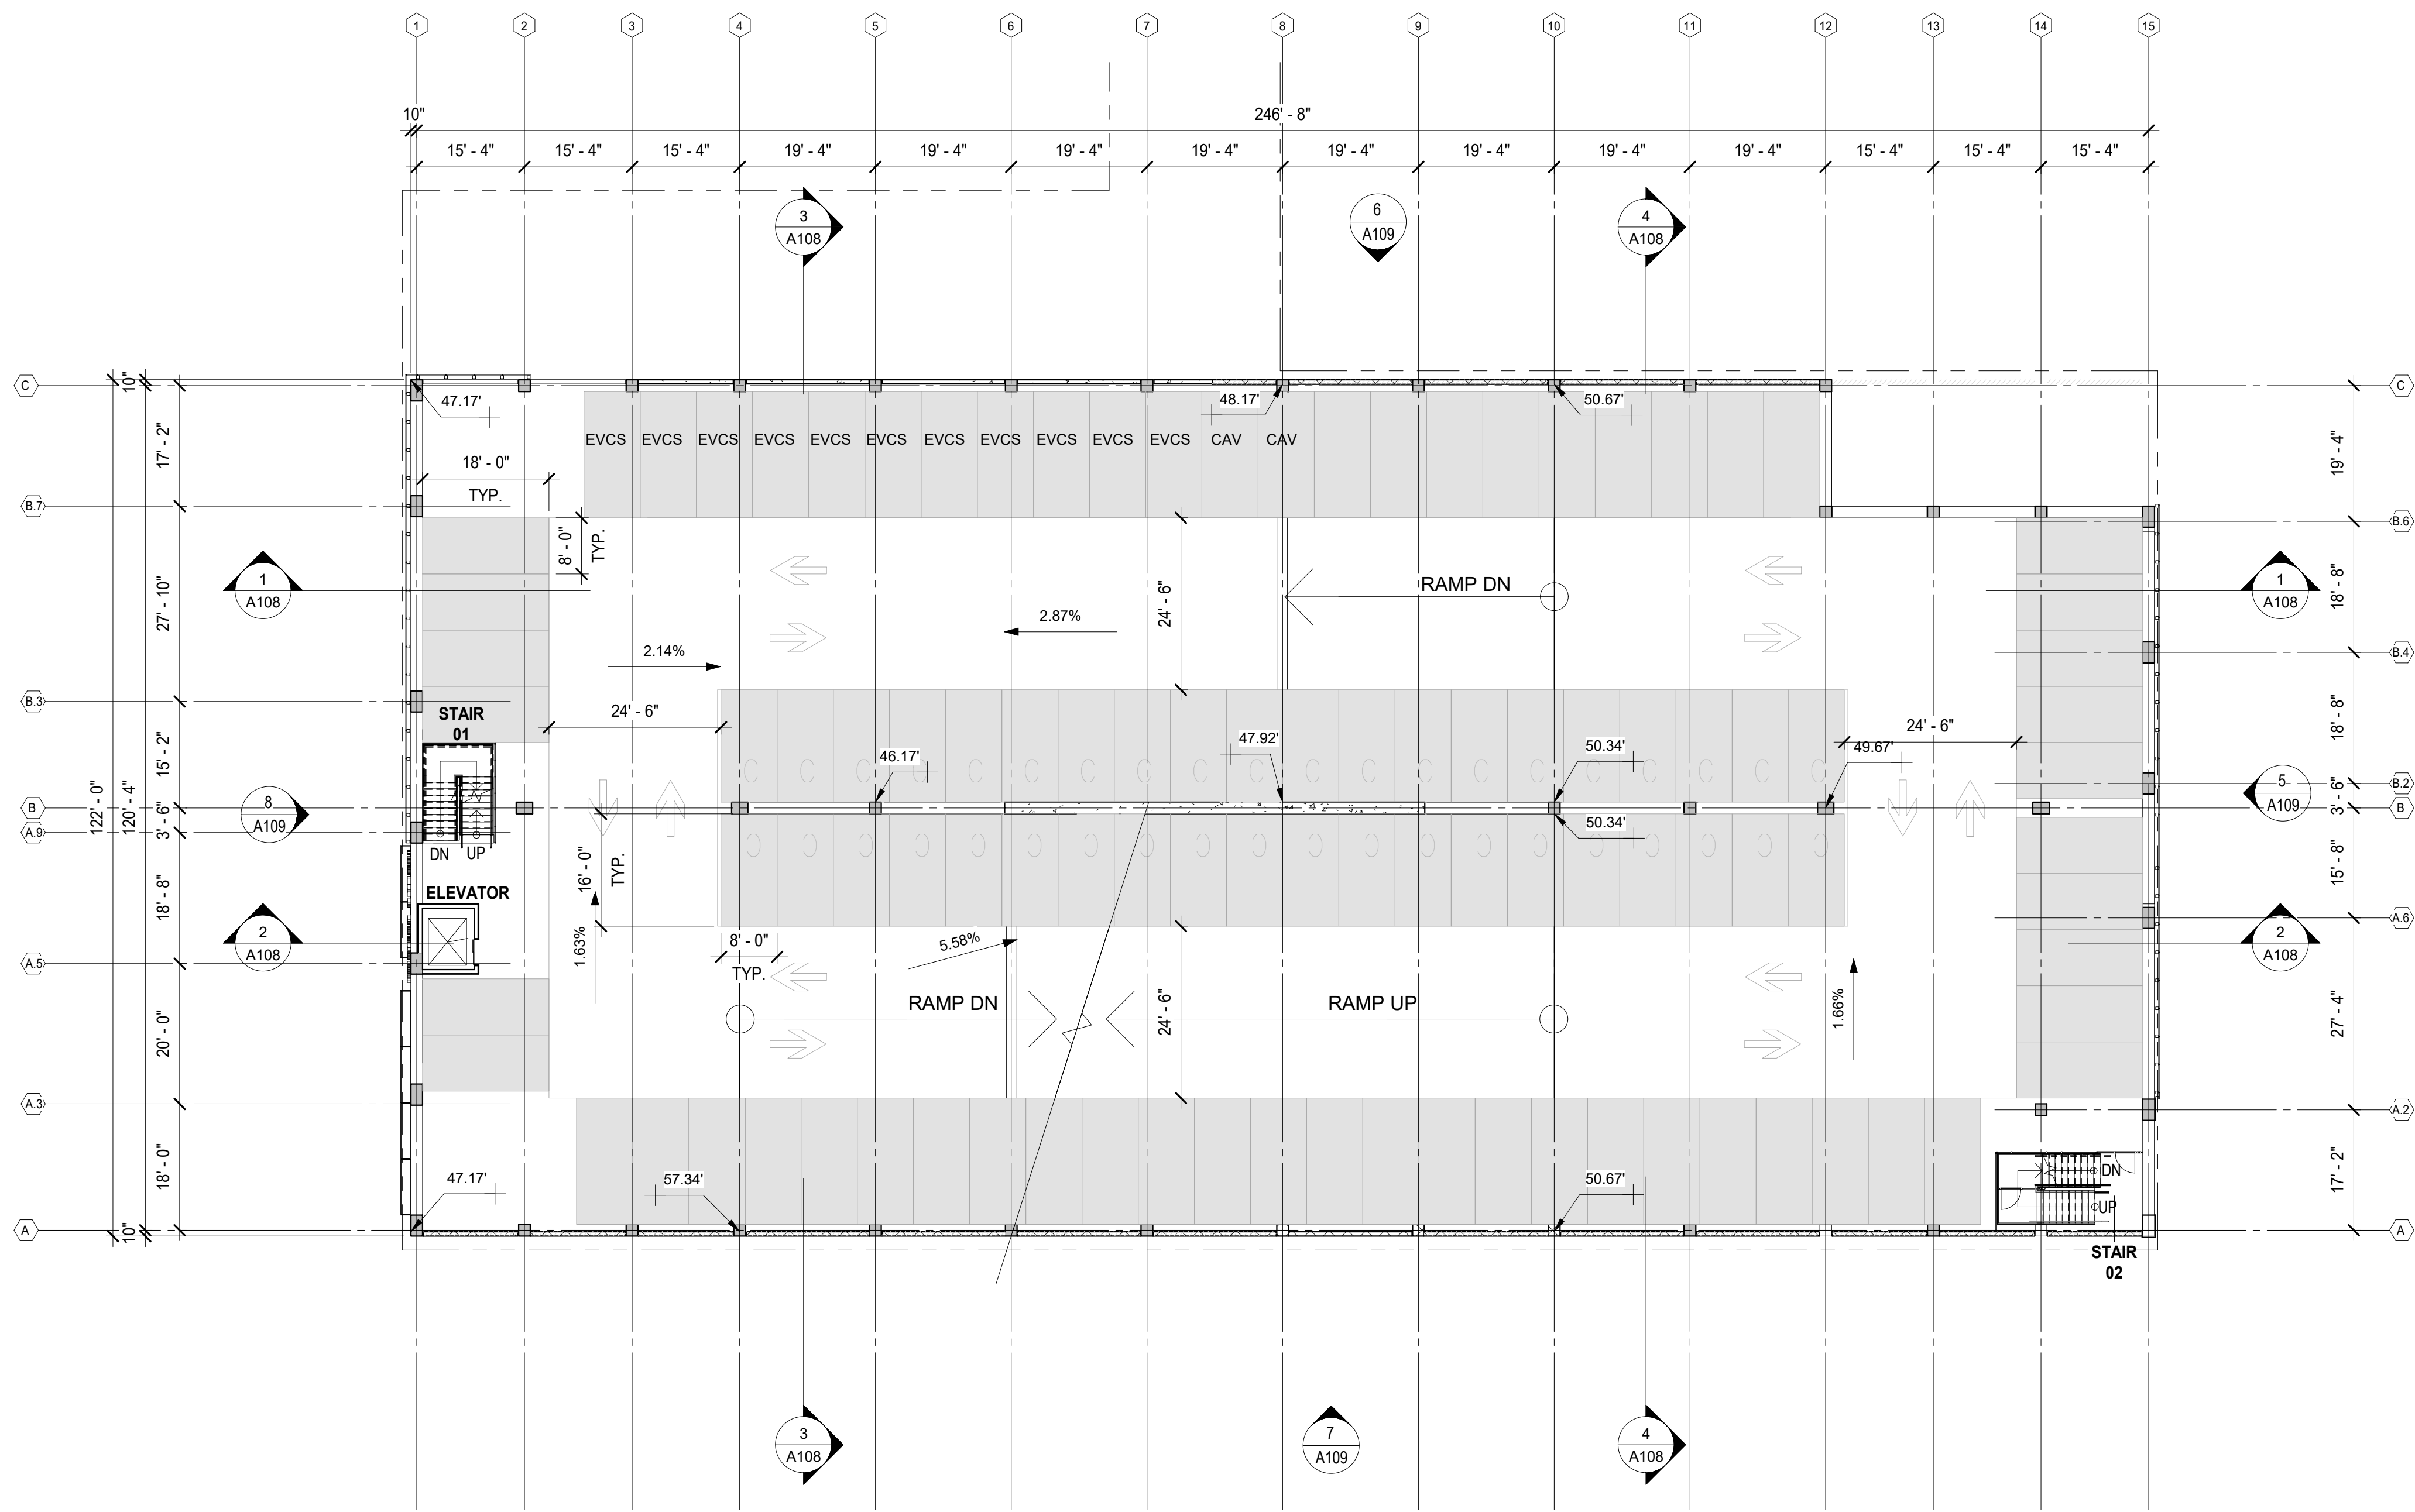 1 2 3 4 5 6 7 8 9 10 11 12 13 14 15
10" 246' - 8"
15' - 4" 15' - 4" 15' - 4" 19' - 4" 19' - 4" 19' - 4" 19' - 4" 19' - 4" 19' - 4" 19' - 4" 19' - 4" 15' - 4" 15' - 4" 15' - 4"
3
A108
6
A109
4
A108
C
10"
C
47.17'
48.17'
50.67'
EVCS EVCS EVCS EVCS EVCS EVCS EVCS EVCS EVCS EVCS EVCS CAV CAV
17' - 2"
19' - 4"
18' - 0"
TYP.
B.7
B.6
8' - 0"
TYP.
1
A108
27' - 10"
24' - 6"
RAMP DN
18' - 8"
1
A108
2.87%
2.14%
B.4
B.3
STAIR
01
24' - 6"
24' - 6"
18' - 8"
15' - 2"
46.17'
47.92'
50.34'
49.67'
C C C C C C C C C C C C C C C C C C C C
B.2
8
A109
5
A109
122' - 0"
120' - 4"
B
3' - 6"
3' - 6"
B
A.9
50.34'
C C C C C C C C C C C C C C C C C C C C
DN UP
ELEVATOR
18' - 8"
16' - 0"
TYP.
15' - 8"
A.6
2
A108
1.63%
8' - 0"
TYP.
5.58%
2
A108
A.5
RAMP DN
RAMP UP
24' - 6"
1.66%
20' - 0"
27' - 4"
A.3
A.2
18' - 0"
17' - 2"
47.17'
57.34'
50.67'
DN
UP
A
10"
A
STAIR
02
3
A108
7
A109
4
A108